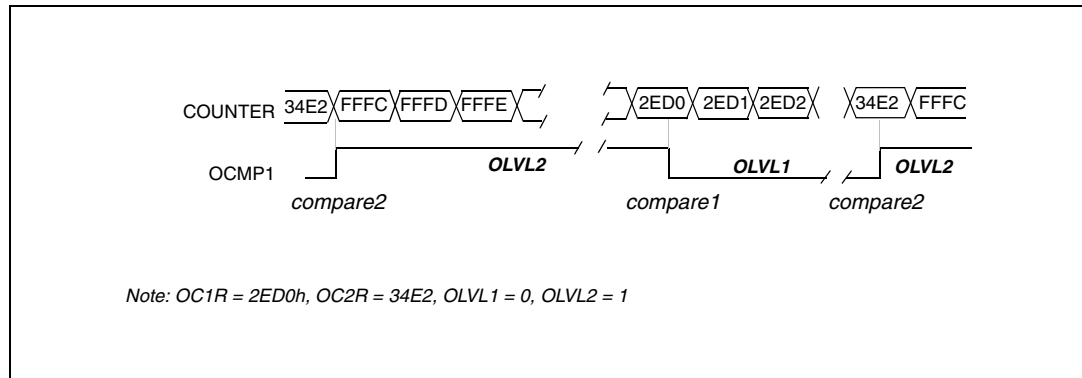 COUNTER 34E2 FFFC FFFD FFFE 2ED0 2ED1 2ED2 34E2 FFFC
OCMP1 OLVL2 OLVL1 OLVL2
compare2 compare1 compare2
Note: OC1R = 2ED0h, OC2R = 34E2, OLVL1 = 0, OLVL2 = 1